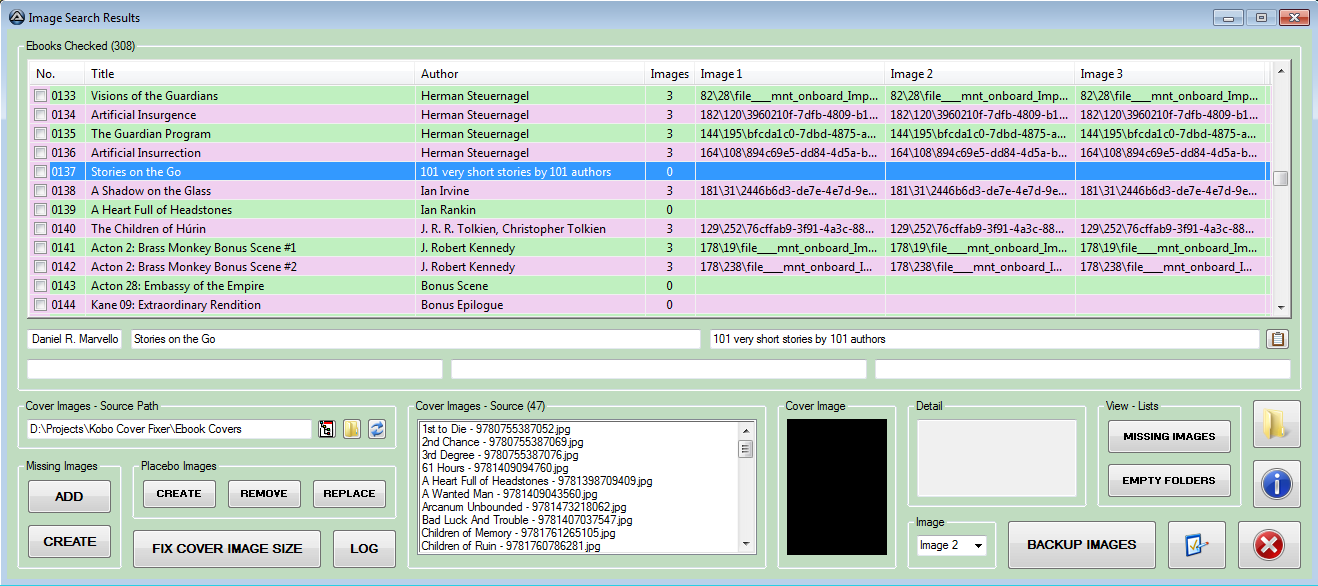 Image Search Results
Ebooks Checked (308)
No. Title Author Images Image 1 Image 2 Image 3
0133 Visions of the Guardians Herman Steuernagel 3 82\28\file___mnt_onboard_Imp... 82\28\file___mnt_onboard_Imp... 82\28\file___mnt_onboard_Imp...
0134 Artificial Insurgence Herman Steuernagel 3 182\120\3960210f-7dfb-4809-b1... 182\120\3960210f-7dfb-4809-b1... 182\120\3960210f-7dfb-4809-b1...
0135 The Guardian Program Herman Steuernagel 3 144\195\bfcda1c0-7dbd-4875-a... 144\195\bfcda1c0-7dbd-4875-a... 144\195\bfcda1c0-7dbd-4875-a...
0136 Artificial Insurrection Herman Steuernagel 3 164\108\894c69e5-dd84-4d5a-b... 164\108\894c69e5-dd84-4d5a-b... 164\108\894c69e5-dd84-4d5a-b...
0137 Stories on the Go 101 very short stories by 101 authors 0
0138 A Shadow on the Glass Ian Irvine 3 181\31\2446b6d3-de7e-4e7d-9e... 181\31\2446b6d3-de7e-4e7d-9e... 181\31\2446b6d3-de7e-4e7d-9e...
0139 A Heart Full of Headstones Ian Rankin 0
0140 The Children of Húrin J. R. R. Tolkien, Christopher Tolkien 3 129\252\76cffab9-3f91-4a3c-88... 129\252\76cffab9-3f91-4a3c-88... 129\252\76cffab9-3f91-4a3c-88...
0141 Acton 2: Brass Monkey Bonus Scene #1 J. Robert Kennedy 3 178\19\file___mnt_onboard_Im... 178\19\file___mnt_onboard_Im... 178\19\file___mnt_onboard_Im...
0142 Acton 2: Brass Monkey Bonus Scene #2 J. Robert Kennedy 3 178\238\file___mnt_onboard_I... 178\238\file___mnt_onboard_I... 178\238\file___mnt_onboard_I...
0143 Acton 28: Embassy of the Empire Bonus Scene 0
0144 Kane 09: Extraordinary Rendition Bonus Epilogue 0
Daniel R. Marvello Stories on the Go 101 very short stories by 101 authors
Cover Images - Source Path
D:\Projects\Kobo Cover Fixer\Ebook Covers
Missing Images
ADD
CREATE
Placebo Images
CREATE REMOVE REPLACE
FIX COVER IMAGE SIZE LOG
Cover Images - Source (47)
1st to Die - 9780755387052.jpg
2nd Chance - 9780755387069.jpg
3rd Degree - 9780755387076.jpg
61 Hours - 9781409094760.jpg
A Heart Full of Headstones - 9781398709409.jpg
A Wanted Man - 9781409043560.jpg
Arcanum Unbounded - 9781473218062.jpg
Bad Luck And Trouble - 9781407037547.jpg
Children of Memory - 9781761265105.jpg
Children of Ruin - 9781760786281.jpg
Cover Image
Detail
Image
Image 2
View - Lists
MISSING IMAGES
EMPTY FOLDERS
BACKUP IMAGES